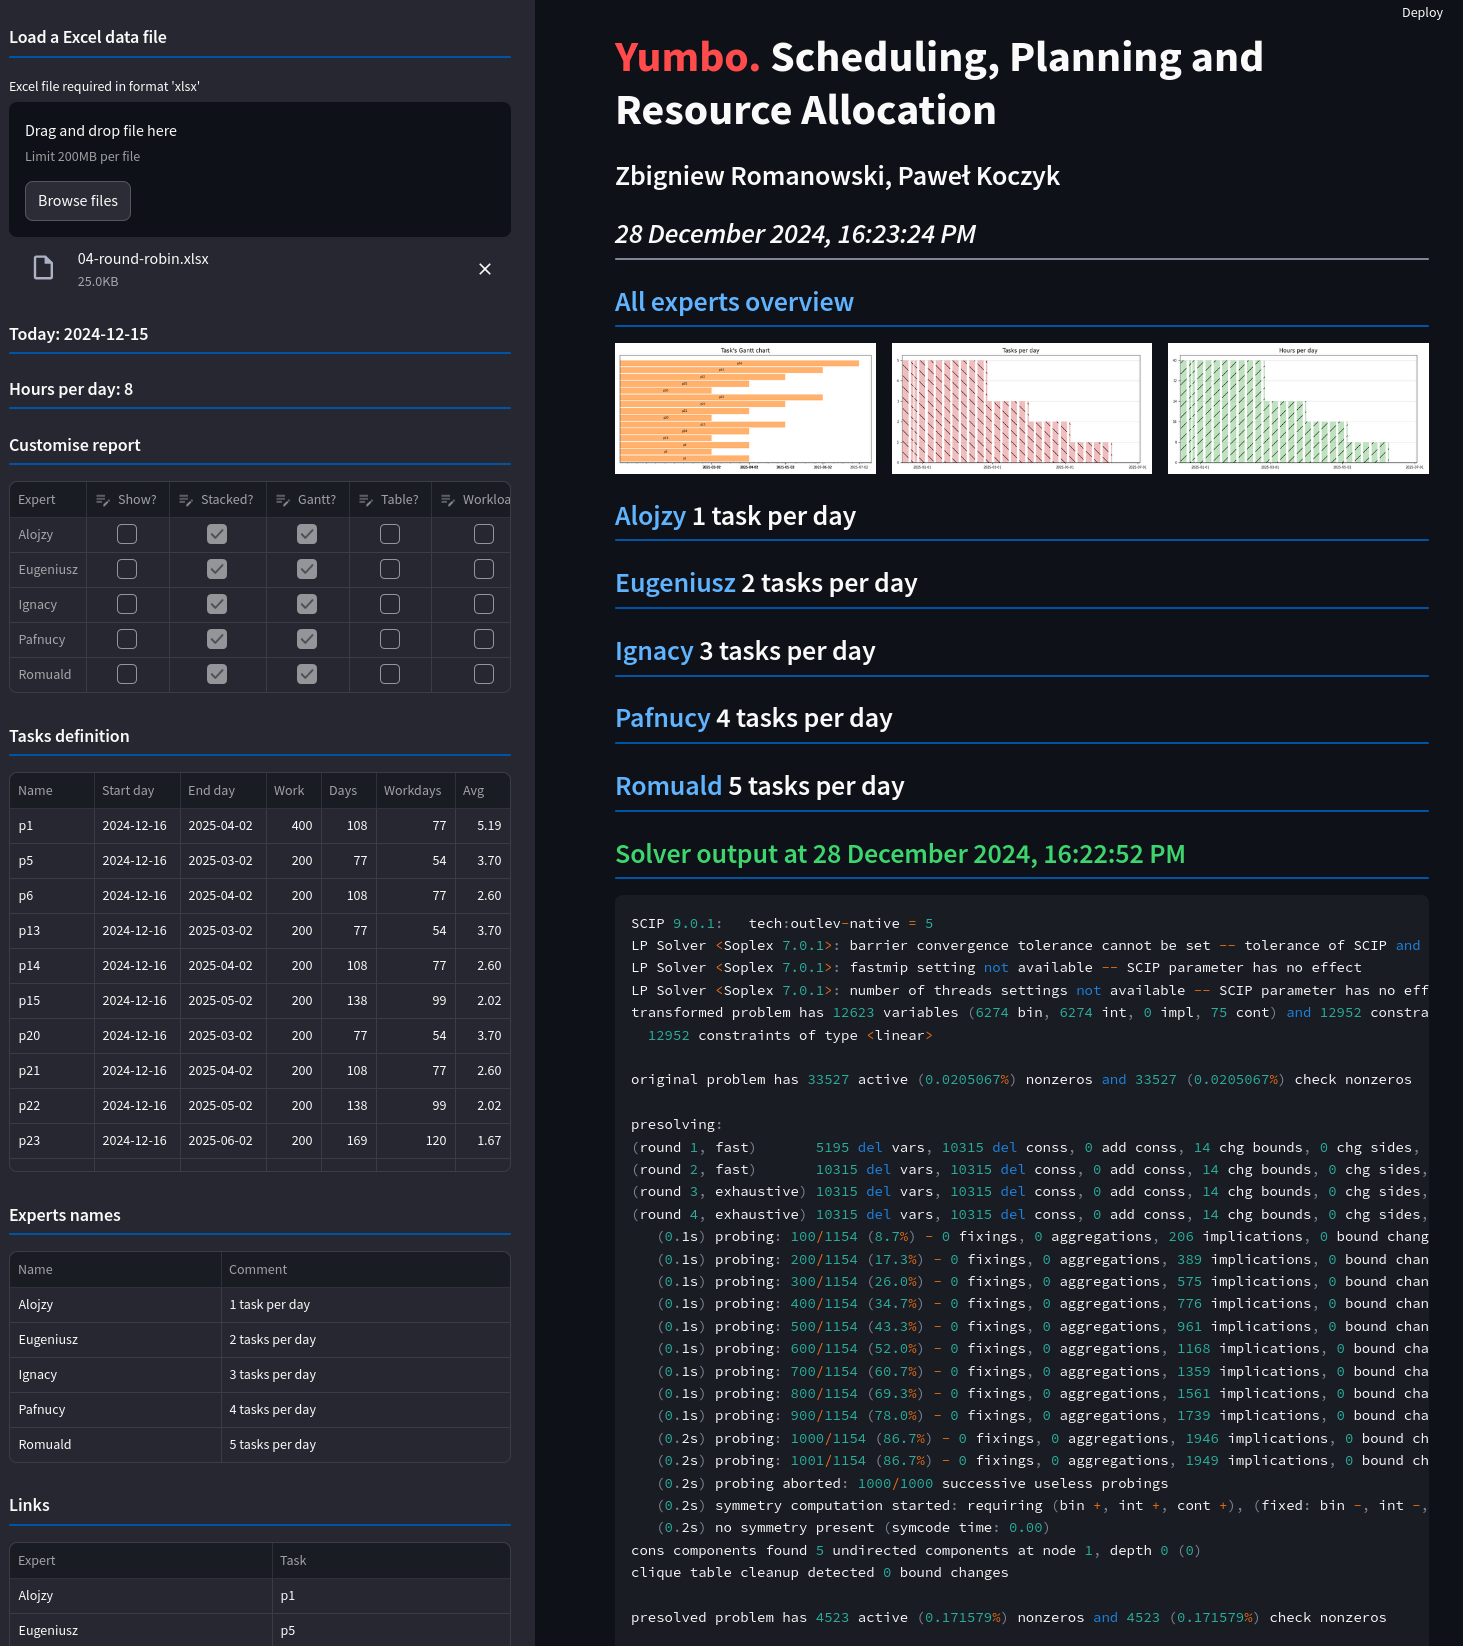 Load a Excel data file
Excel file required in format 'xlsx'
Drag and drop file here
Limit 200MB per file
Browse files
04-round-robin.xlsx
25.0KB
Today: 2024-12-15
Hours per day: 8
Customise report
Expert Show? Stacked? Gantt? Table? Workloa
Alojzy
Eugeniusz
Ignacy
Pafnucy
Romuald
Tasks definition
Name Start day End day Work Days Workdays Avg
p1 2024-12-16 2025-04-02 400 108 77 5.19
p5 2024-12-16 2025-03-02 200 77 54 3.70
p6 2024-12-16 2025-04-02 200 108 77 2.60
p13 2024-12-16 2025-03-02 200 77 54 3.70
p14 2024-12-16 2025-04-02 200 108 77 2.60
p15 2024-12-16 2025-05-02 200 138 99 2.02
p20 2024-12-16 2025-03-02 200 77 54 3.70
p21 2024-12-16 2025-04-02 200 108 77 2.60
p22 2024-12-16 2025-05-02 200 138 99 2.02
p23 2024-12-16 2025-06-02 200 169 120 1.67
Experts names
Name Comment
Alojzy 1 task per day
Eugeniusz 2 tasks per day
Ignacy 3 tasks per day
Pafnucy 4 tasks per day
Romuald 5 tasks per day
Links
Expert Task
Alojzy p1
Eugeniusz p5
Deploy
Yumbo. Scheduling, Planning and
Resource Allocation
Zbigniew Romanowski, Paweł Koczyk
28 December 2024, 16:23:24 PM
All experts overview
Task's Gantt chart
Tasks per day
Hours per day
Alojzy 1 task per day
Eugeniusz 2 tasks per day
Ignacy 3 tasks per day
Pafnucy 4 tasks per day
Romuald 5 tasks per day
Solver output at 28 December 2024, 16:22:52 PM
SCIP 9.0.1:   tech:outlev-native = 5
LP Solver <Soplex 7.0.1>: barrier convergence tolerance cannot be set -- tolerance of SCIP and
LP Solver <Soplex 7.0.1>: fastmip setting not available -- SCIP parameter has no effect
LP Solver <Soplex 7.0.1>: number of threads settings not available -- SCIP parameter has no eff
transformed problem has 12623 variables (6274 bin, 6274 int, 0 impl, 75 cont) and 12952 constra
12952 constraints of type <linear>
original problem has 33527 active (0.0205067%) nonzeros and 33527 (0.0205067%) check nonzeros
presolving:
(round 1, fast)       5195 del vars, 10315 del conss, 0 add conss, 14 chg bounds, 0 chg sides,
(round 2, fast)       10315 del vars, 10315 del conss, 0 add conss, 14 chg bounds, 0 chg sides,
(round 3, exhaustive) 10315 del vars, 10315 del conss, 0 add conss, 14 chg bounds, 0 chg sides,
(round 4, exhaustive) 10315 del vars, 10315 del conss, 0 add conss, 14 chg bounds, 0 chg sides,
(0.1s) probing: 100/1154 (8.7%) - 0 fixings, 0 aggregations, 206 implications, 0 bound chang
(0.1s) probing: 200/1154 (17.3%) - 0 fixings, 0 aggregations, 389 implications, 0 bound chan
(0.1s) probing: 300/1154 (26.0%) - 0 fixings, 0 aggregations, 575 implications, 0 bound chan
(0.1s) probing: 400/1154 (34.7%) - 0 fixings, 0 aggregations, 776 implications, 0 bound chan
(0.1s) probing: 500/1154 (43.3%) - 0 fixings, 0 aggregations, 961 implications, 0 bound chan
(0.1s) probing: 600/1154 (52.0%) - 0 fixings, 0 aggregations, 1168 implications, 0 bound cha
(0.1s) probing: 700/1154 (60.7%) - 0 fixings, 0 aggregations, 1359 implications, 0 bound cha
(0.1s) probing: 800/1154 (69.3%) - 0 fixings, 0 aggregations, 1561 implications, 0 bound cha
(0.1s) probing: 900/1154 (78.0%) - 0 fixings, 0 aggregations, 1739 implications, 0 bound cha
(0.2s) probing: 1000/1154 (86.7%) - 0 fixings, 0 aggregations, 1946 implications, 0 bound ch
(0.2s) probing: 1001/1154 (86.7%) - 0 fixings, 0 aggregations, 1949 implications, 0 bound ch
(0.2s) probing aborted: 1000/1000 successive useless probings
(0.2s) symmetry computation started: requiring (bin +, int +, cont +), (fixed: bin -, int -,
(0.2s) no symmetry present (symcode time: 0.00)
cons components found 5 undirected components at node 1, depth 0 (0)
clique table cleanup detected 0 bound changes
presolved problem has 4523 active (0.171579%) nonzeros and 4523 (0.171579%) check nonzeros